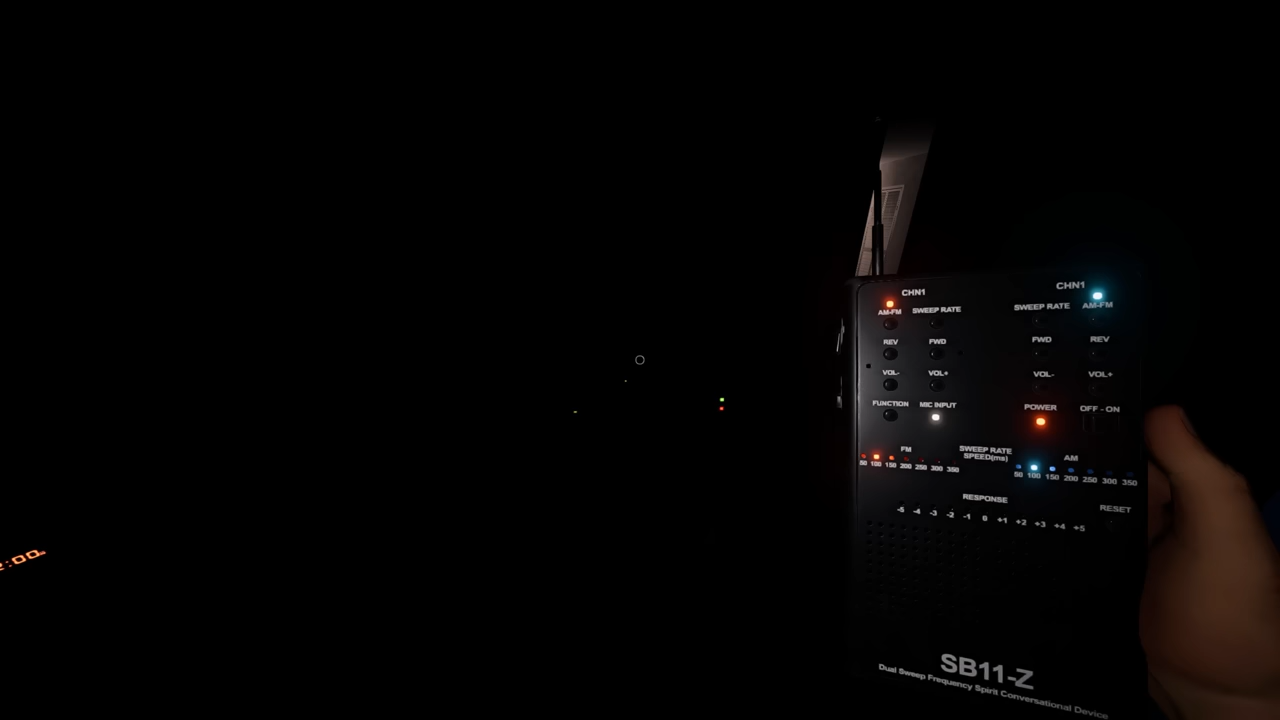 CHN1
CHN1
AM-FM SWEEP RATE
SWEEP RATE AM-FM
REV FWD
FWD REV
VOL- VOL+
VOL- VOL+
FUNCTION MIC INPUT
POWER OFF - ON
FM
SWEEP RATE
SPEED(ms)
AM
50 100 150 200 250 300 350
50 100 150 200 250 300 350
RESPONSE
-5 -4 -3 -2 -1 0 +1 +2 +3 +4 +5
RESET
:00
SB11-Z
Dual Sweep Frequency Spirit Conversational Device